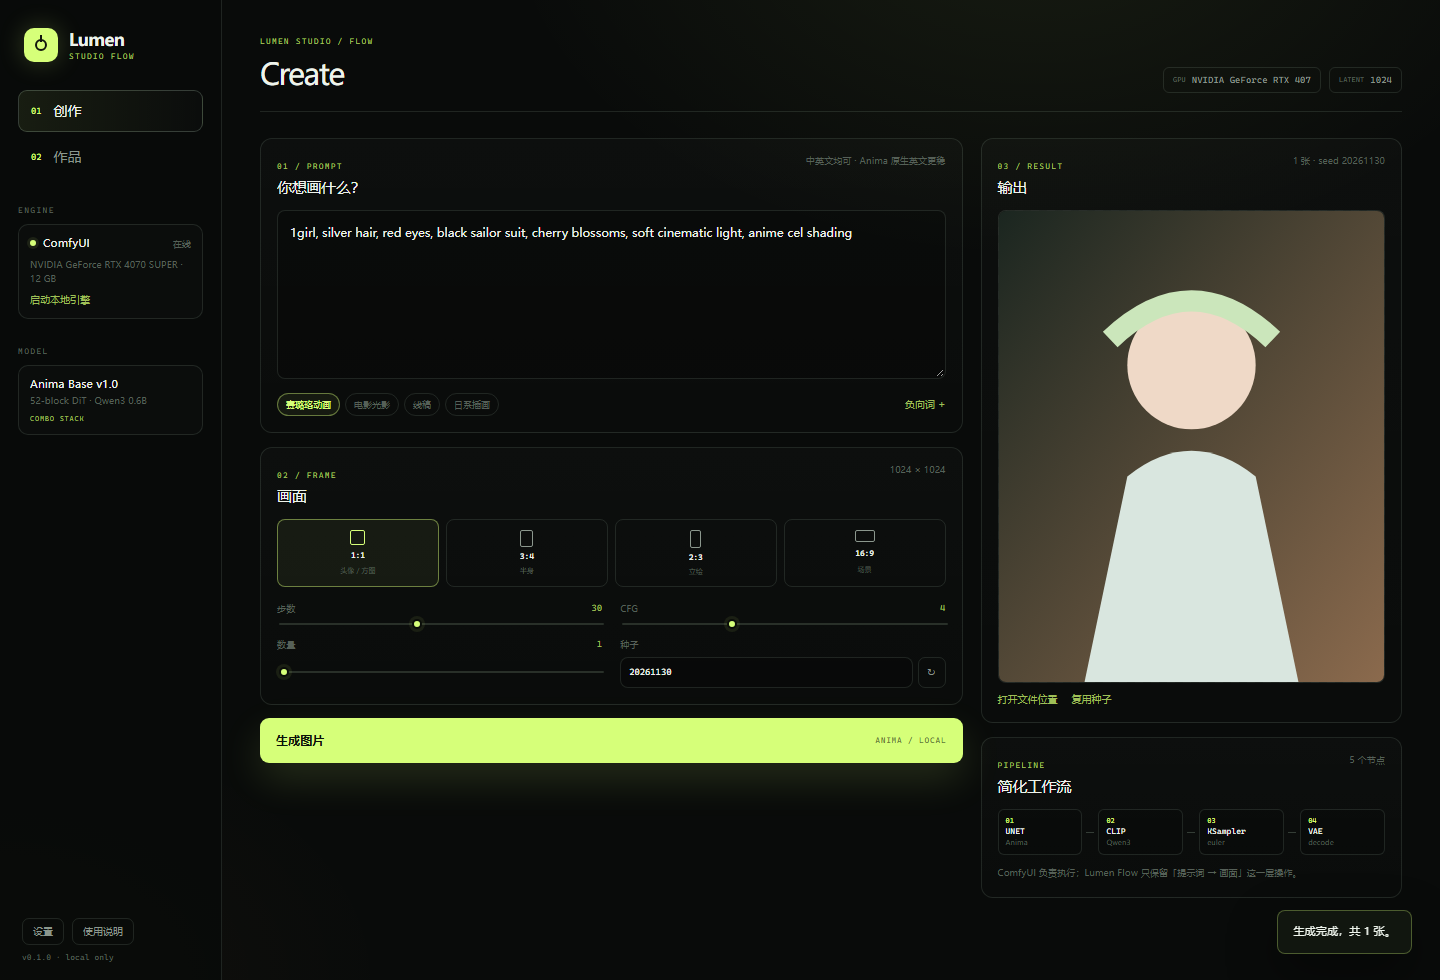 Lumen
STUDIO FLOW
01 创作
02 作品
ENGINE
ComfyUI 在线
NVIDIA GeForce RTX 4070 SUPER ·
12 GB
启动本地引擎
MODEL
Anima Base v1.0
52-block DiT · Qwen3 0.6B
COMBO STACK
设置 使用说明
v0.1.0 · local only
LUMEN STUDIO / FLOW
Create
GPU NVIDIA GeForce RTX 407
LATENT 1024
01 / PROMPT
中英文均可 · Anima 原生英文更稳
你想画什么？
1girl, silver hair, red eyes, black sailor suit, cherry blossoms, soft cinematic light, anime cel shading
赛璐璐动画 电影光影 线稿 日系插画 负向词 +
02 / FRAME
1024 × 1024
画面
1:1
头像 / 方图
3:4
半身
2:3
立绘
16:9
场景
步数 30
CFG 4
数量 1
种子
20261130 ↻
生成图片 ANIMA / LOCAL
03 / RESULT
1 张 · seed 20261130
输出
打开文件位置 复用种子
PIPELINE
5 个节点
简化工作流
01
UNET
Anima
02
CLIP
Qwen3
03
KSampler
euler
04
VAE
decode
ComfyUI 负责执行；Lumen Flow 只保留「提示词 → 画面」这一层操作。
生成完成，共 1 张。